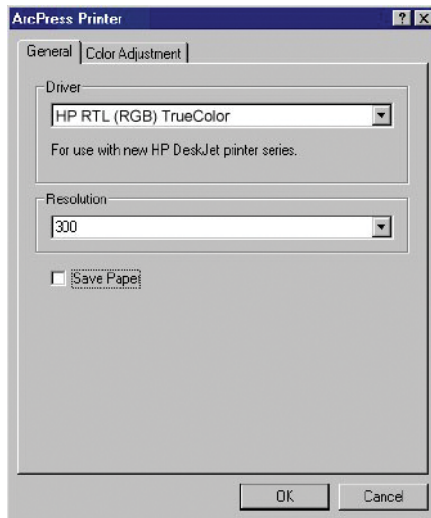 ArcPress Printer
General Color Adjustment
Driver
HP RTL (RGB) TrueColor
For use with new HP DeskJet printer series.
Resolution
300
Save Paper
OK Cancel